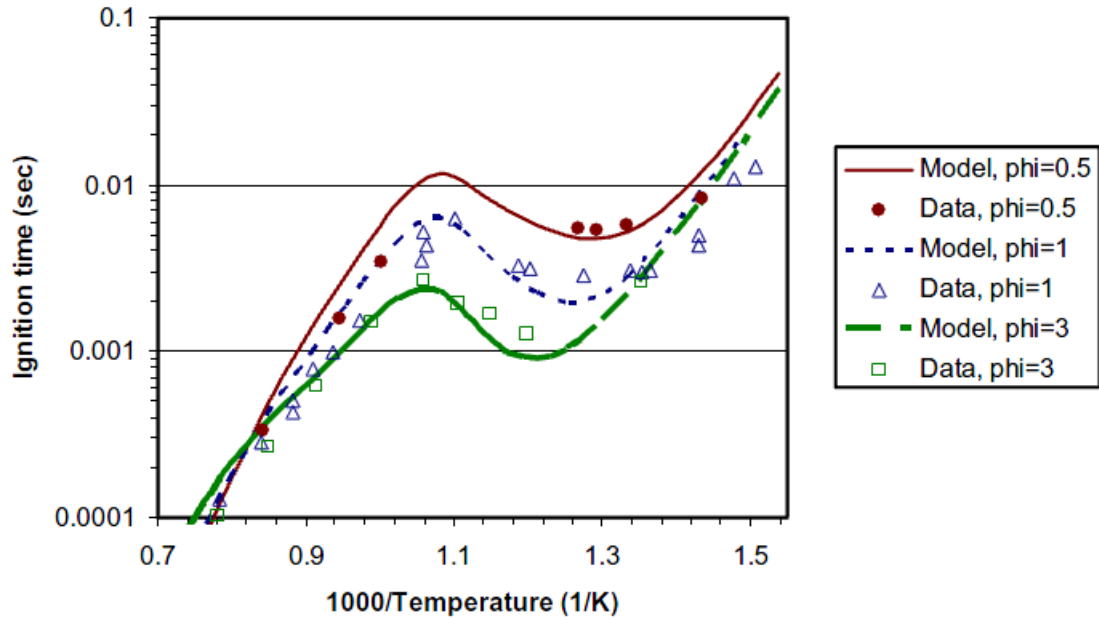 0.1
0.01
0.001
0.0001
Ignition time (sec)
0.7 0.9 1.1 1.3 1.5
1000/Temperature (1/K)
Model, phi=0.5
Data, phi=0.5
Model, phi=1
Data, phi=1
Model, phi=3
Data, phi=3